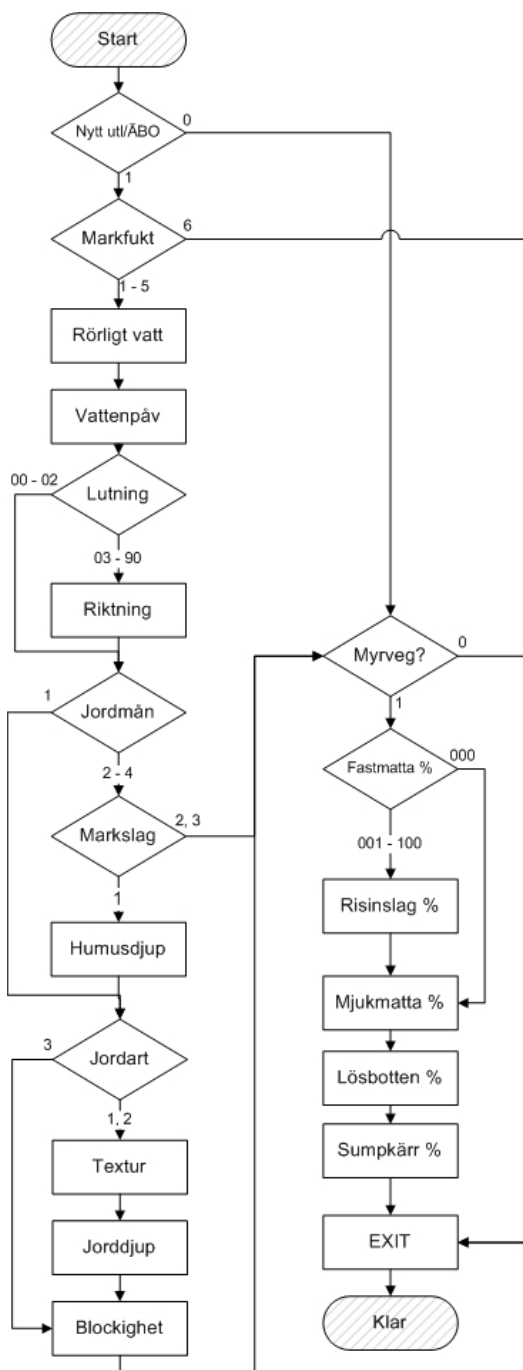 Start
Nytt utl/ÅBO
0
1
Markfukt
6
1 - 5
Rörligt vatt
Vattenpåv
00 - 02
Lutning
03 - 90
Riktning
1
Jordmån
2 - 4
Markslag
2, 3
1
Humusdjup
3
Jordart
1, 2
Textur
Jorddjup
Blockighet
Myrveg?
0
1
Fastmatta %
000
001 - 100
Risinslag %
Mjukmatta %
Lösbotten %
Sumpkärr %
EXIT
Klar